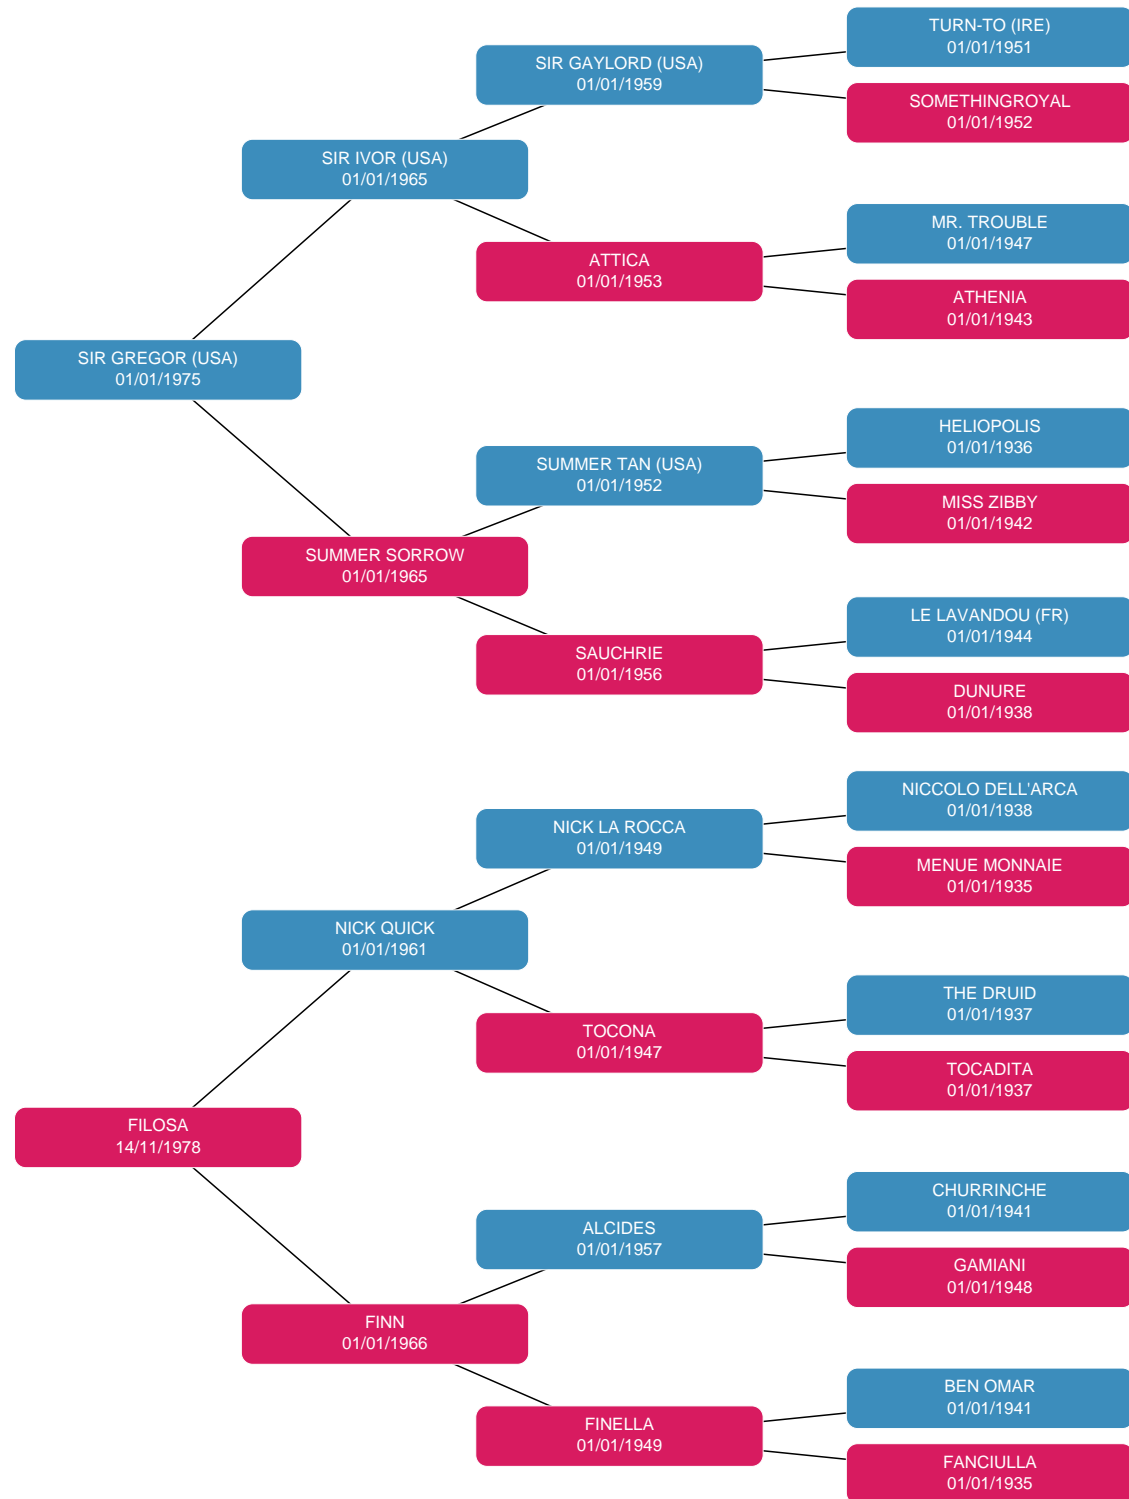 TURN-TO (IRE)
01/01/1951
SIR GAYLORD (USA)
01/01/1959
SOMETHINGROYAL
01/01/1952
SIR IVOR (USA)
01/01/1965
MR. TROUBLE
01/01/1947
ATTICA
01/01/1953
ATHENIA
01/01/1943
SIR GREGOR (USA)
01/01/1975
HELIOPOLIS
01/01/1936
SUMMER TAN (USA)
01/01/1952
MISS ZIBBY
01/01/1942
SUMMER SORROW
01/01/1965
LE LAVANDOU (FR)
01/01/1944
SAUCHRIE
01/01/1956
DUNURE
01/01/1938
NICCOLO DELL'ARCA
01/01/1938
NICK LA ROCCA
01/01/1949
MENUE MONNAIE
01/01/1935
NICK QUICK
01/01/1961
THE DRUID
01/01/1937
TOCONA
01/01/1947
TOCADITA
01/01/1937
FILOSA
14/11/1978
CHURRINCHE
01/01/1941
ALCIDES
01/01/1957
GAMIANI
01/01/1948
FINN
01/01/1966
BEN OMAR
01/01/1941
FINELLA
01/01/1949
FANCIULLA
01/01/1935